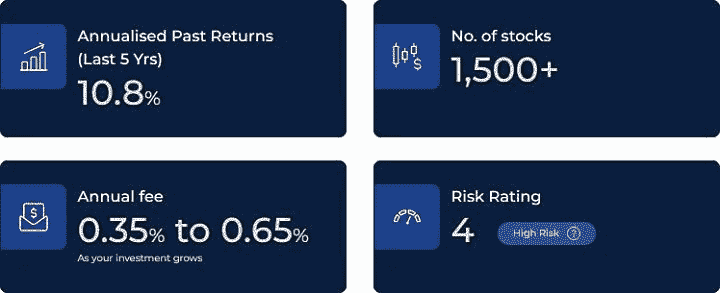 Annualised Past Returns
(Last 5 Yrs)
10.8%
No. of stocks
1,500+
$
Annual fee
0.35% to 0.65%
As your investment grows
$
Risk Rating
4
High Risk ?